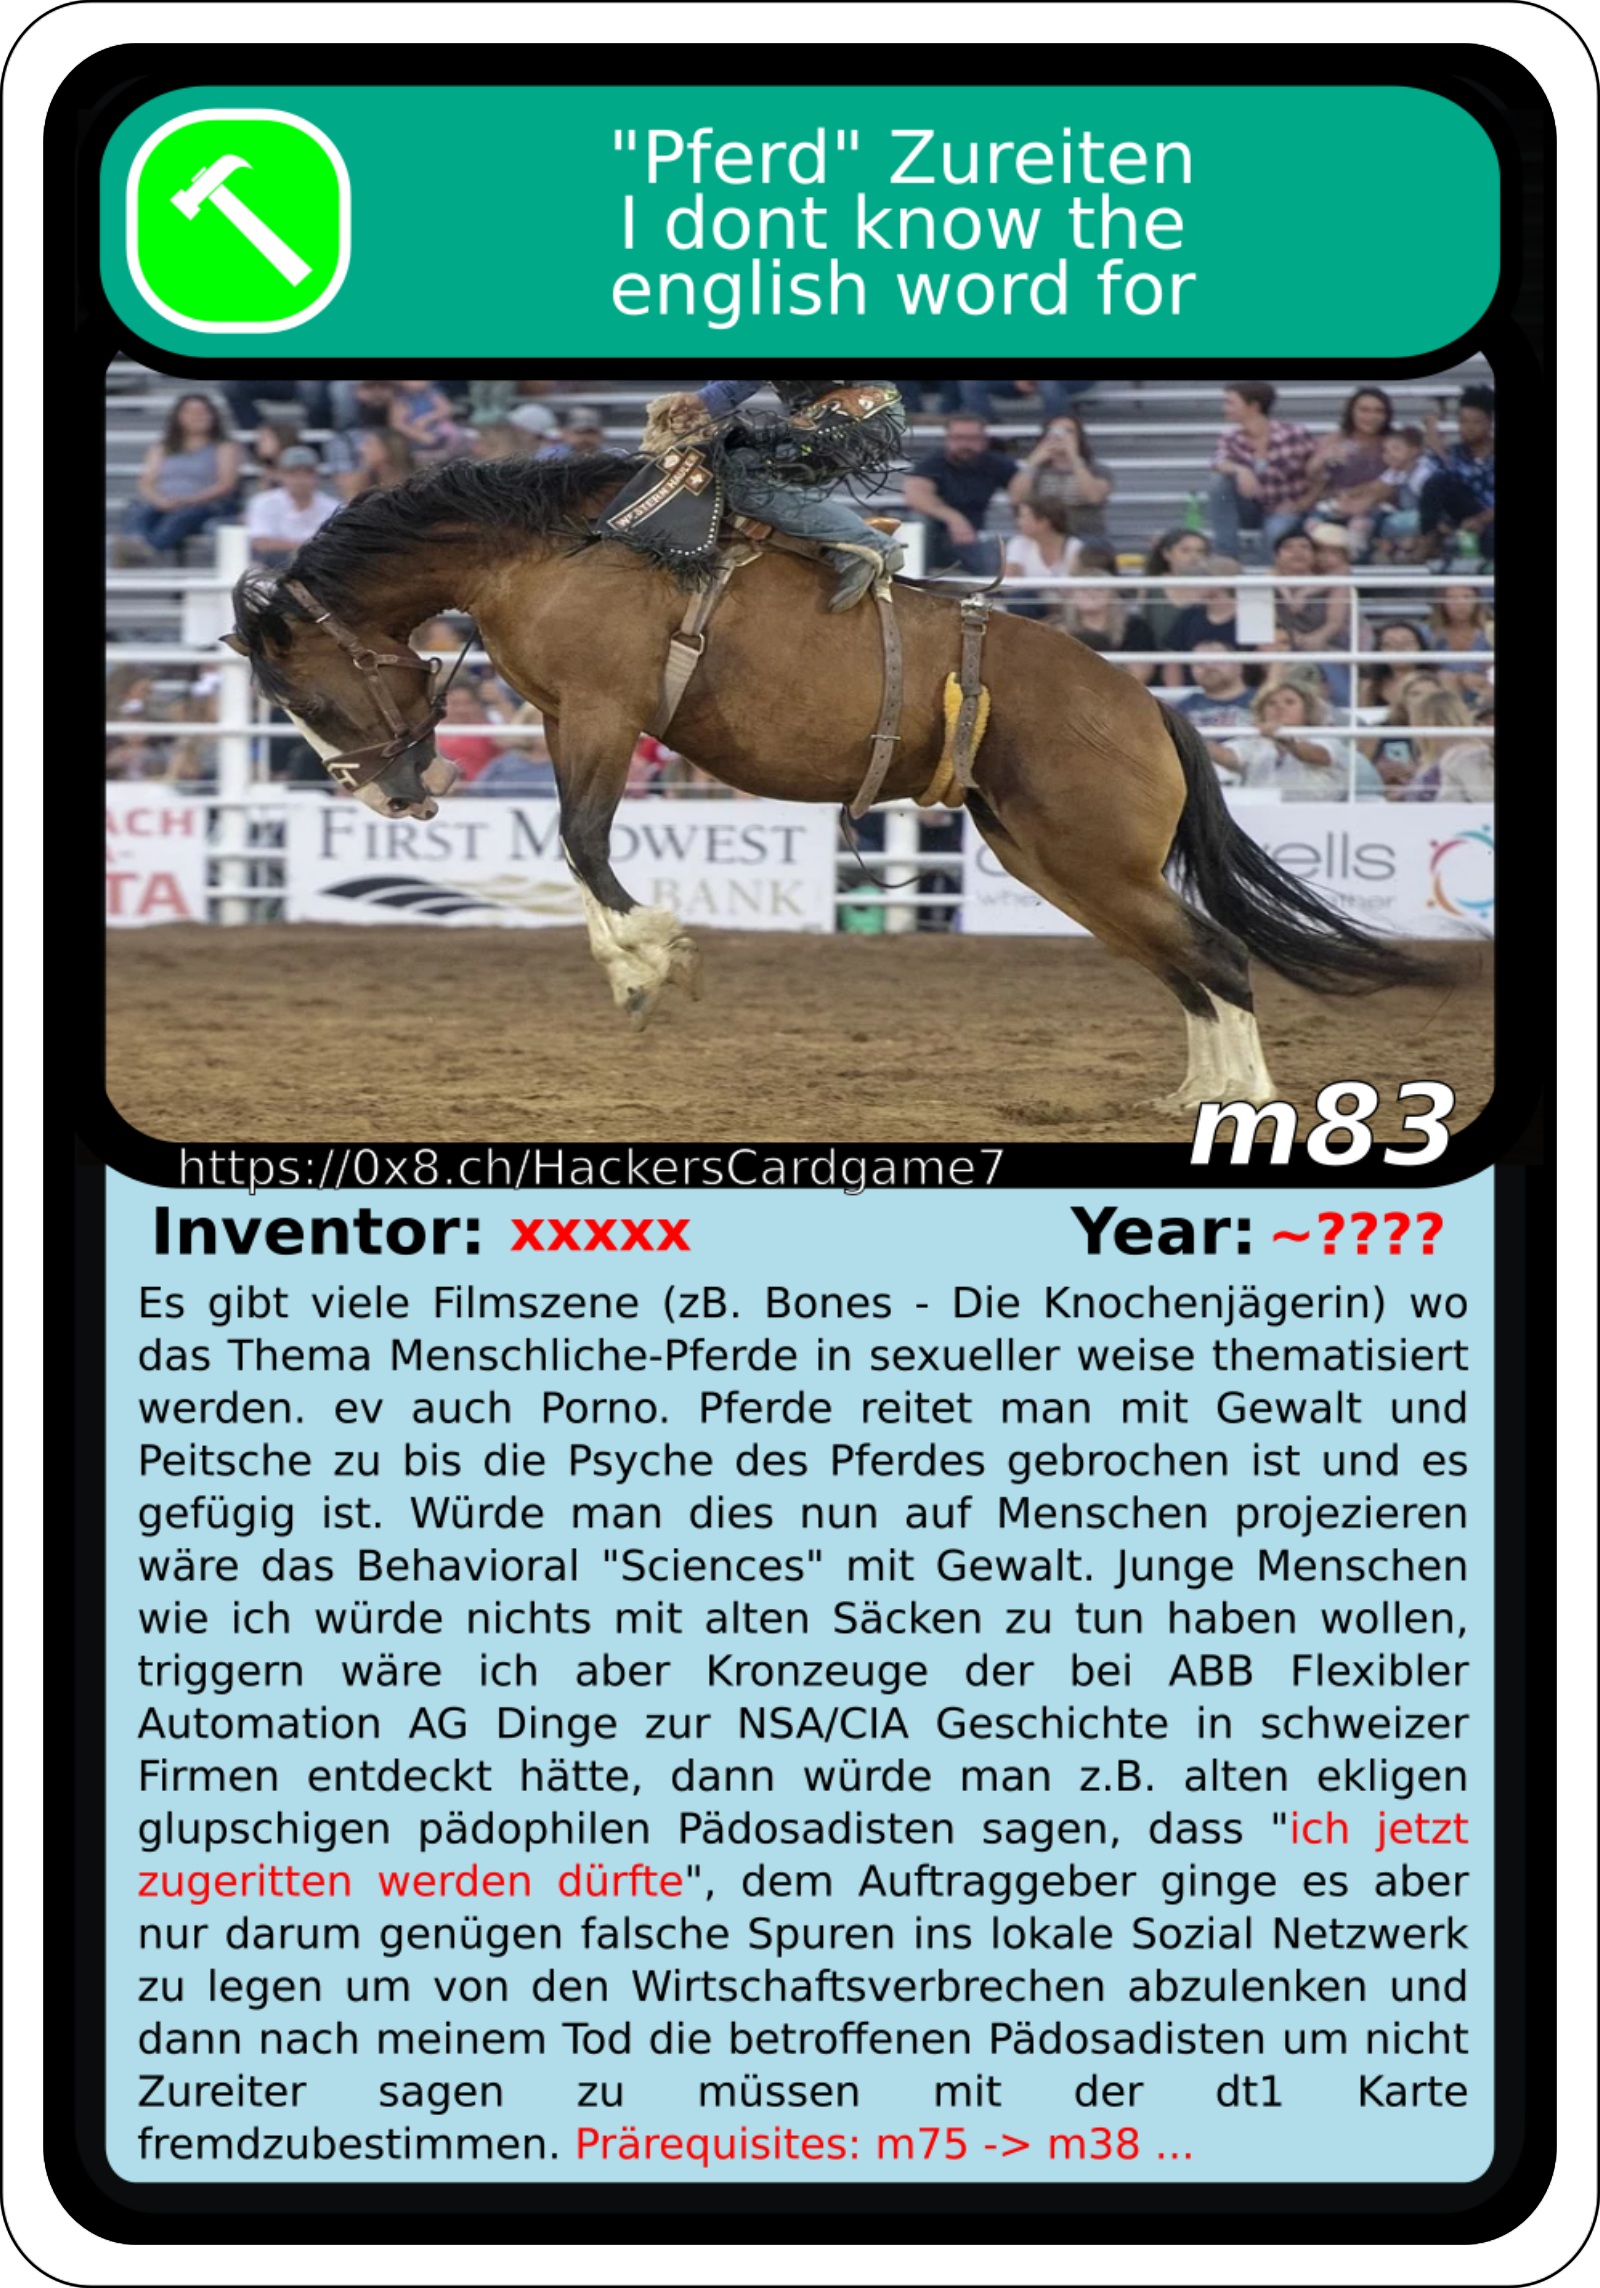 "Pferd" Zureiten
I dont know the
english word for
WESTERN HAULER
ACH
TA
FIRST MIDWEST
BANK
ells
m83
https://0x8.ch/HackersCardgame7
Inventor: xxxxx Year: ~????
Es gibt viele Filmszene (zB. Bones - Die Knochenjägerin) wo
das Thema Menschliche-Pferde in sexueller weise thematisiert
werden. ev auch Porno. Pferde reitet man mit Gewalt und
Peitsche zu bis die Psyche des Pferdes gebrochen ist und es
gefügig ist. Würde man dies nun auf Menschen projezieren
wäre das Behavioral "Sciences" mit Gewalt. Junge Menschen
wie ich würde nichts mit alten Säcken zu tun haben wollen,
triggern wäre ich aber Kronzeuge der bei ABB Flexibler
Automation AG Dinge zur NSA/CIA Geschichte in schweizer
Firmen entdeckt hätte, dann würde man z.B. alten ekligen
glupschigen pädophilen Pädosadisten sagen, dass "ich jetzt
zugeritten werden dürfte", dem Auftraggeber ginge es aber
nur darum genügen falsche Spuren ins lokale Sozial Netzwerk
zu legen um von den Wirtschaftsverbrechen abzulenken und
dann nach meinem Tod die betroffenen Pädosadisten um nicht
Zureiter sagen zu müssen mit der dt1 Karte
fremdzubestimmen. Prärequisites: m75 -> m38 ...